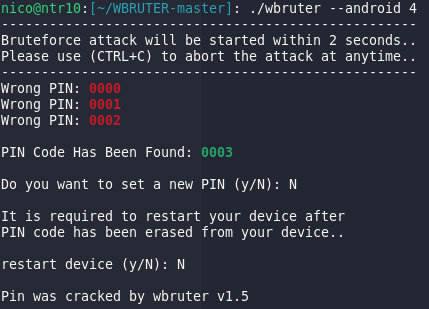 nico@ntr10:[~/WBRUTER-master]: ./wbruter --android 4
----------------------------------------------------
Bruteforce attack will be started within 2 seconds..
Please use (CTRL+C) to abort the attack at anytime..
----------------------------------------------------
Wrong PIN: 0000
Wrong PIN: 0001
Wrong PIN: 0002
PIN Code Has Been Found: 0003
Do you want to set a new PIN (y/N): N
It is required to restart your device after
PIN code has been erased from your device..
restart device (y/N): N
Pin was cracked by wbruter v1.5